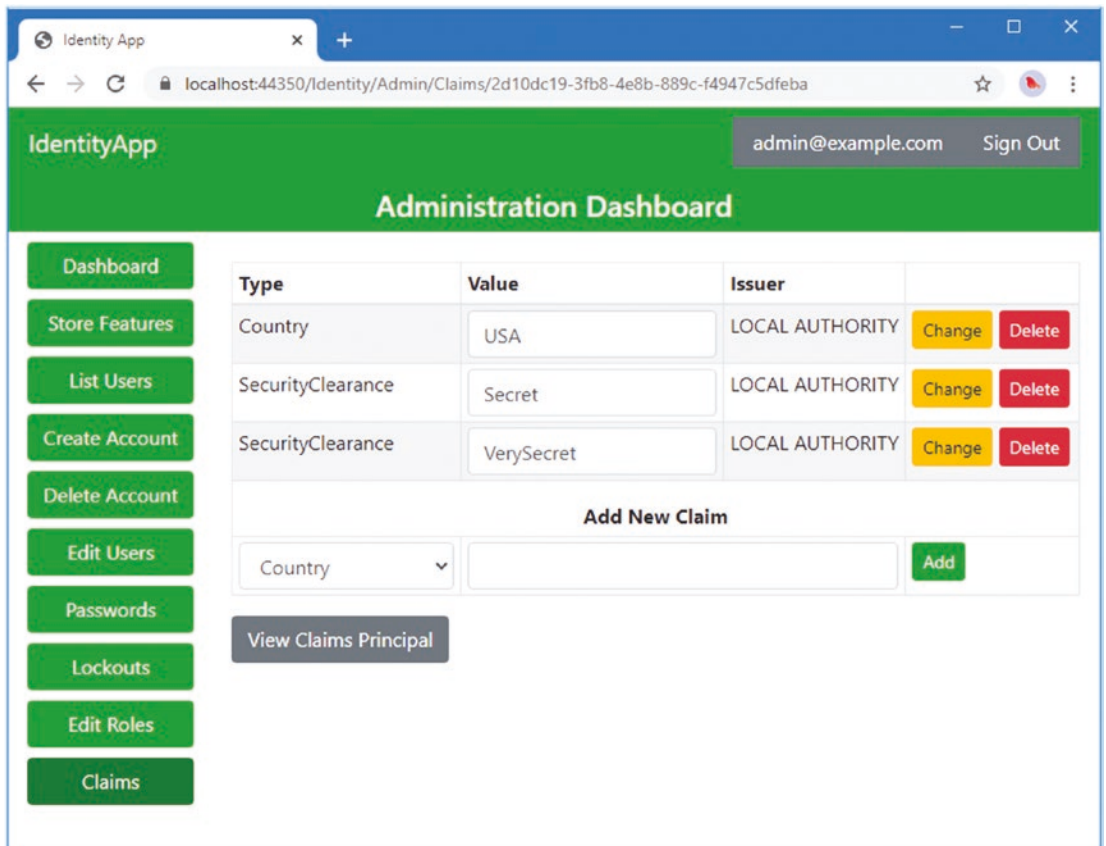 Identity App
localhost:44350/Identity/Admin/Claims/2d10dc19-3fb8-4e8b-889c-f4947c5dfeba
IdentityApp admin@example.com Sign Out
Administration Dashboard
Dashboard
Store Features
List Users
Create Account
Delete Account
Edit Users
Passwords
Lockouts
Edit Roles
Claims
Type Value Issuer
Country USA LOCAL AUTHORITY Change Delete
SecurityClearance Secret LOCAL AUTHORITY Change Delete
SecurityClearance VerySecret LOCAL AUTHORITY Change Delete
Add New Claim
Country Add
View Claims Principal